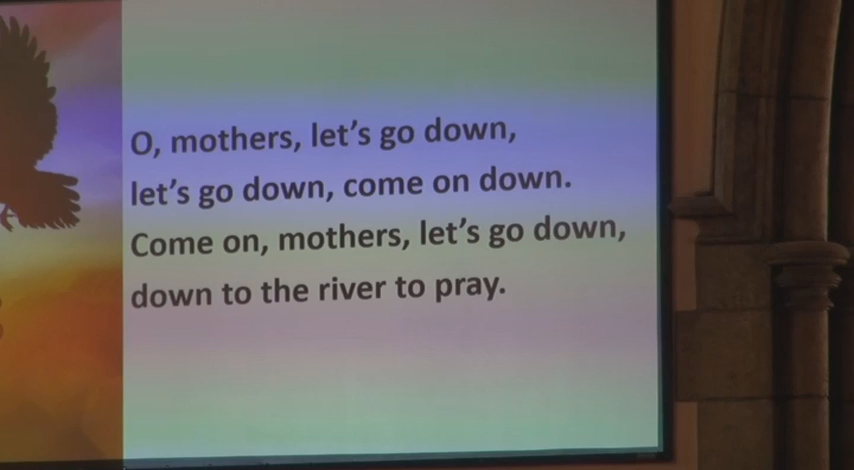 O, mothers, let's go down,
let's go down, come on down.
Come on, mothers, let's go down,
down to the river to pray.